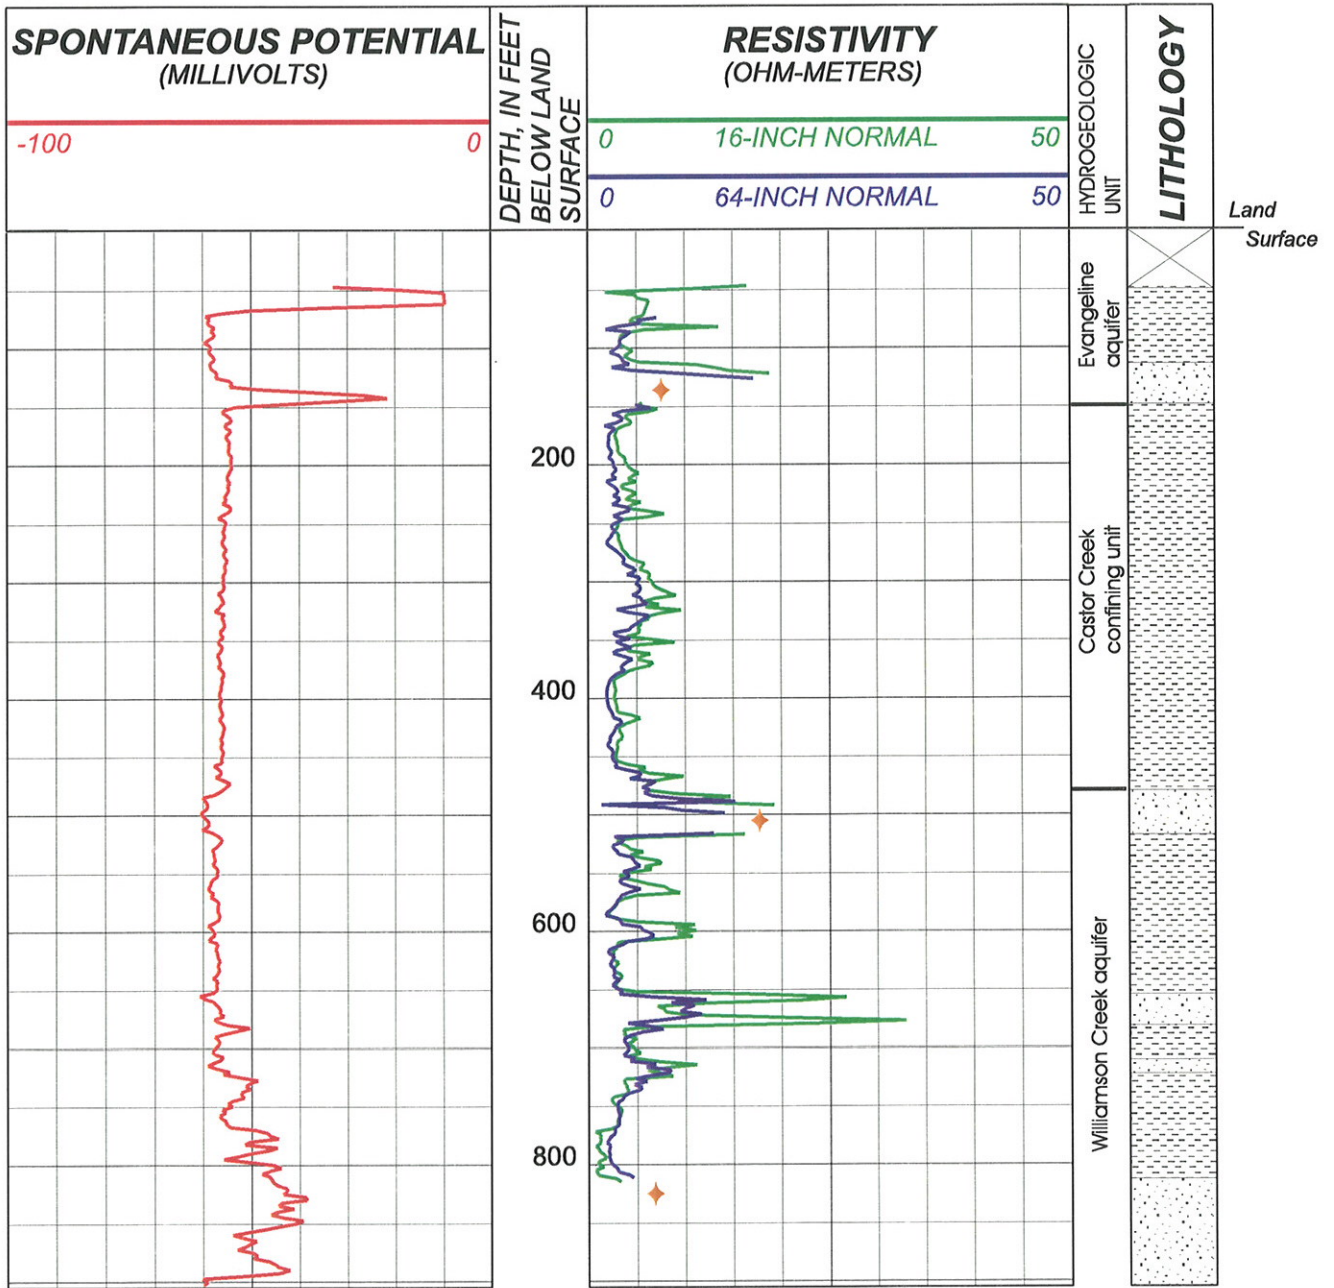 SPONTANEOUS POTENTIAL
(MILLIVOLTS)
-100 0
DEPTH, IN FEET
BELOW LAND
SURFACE
RESISTIVITY
(OHM-METERS)
0 16-INCH NORMAL 50
0 64-INCH NORMAL 50
HYDROGEOLOGIC
UNIT
LITHOLOGY
Land
Surface
Evangeline
aquifer
200
Castor Creek
confining unit
400
600
Williamson Creek aquifer
800